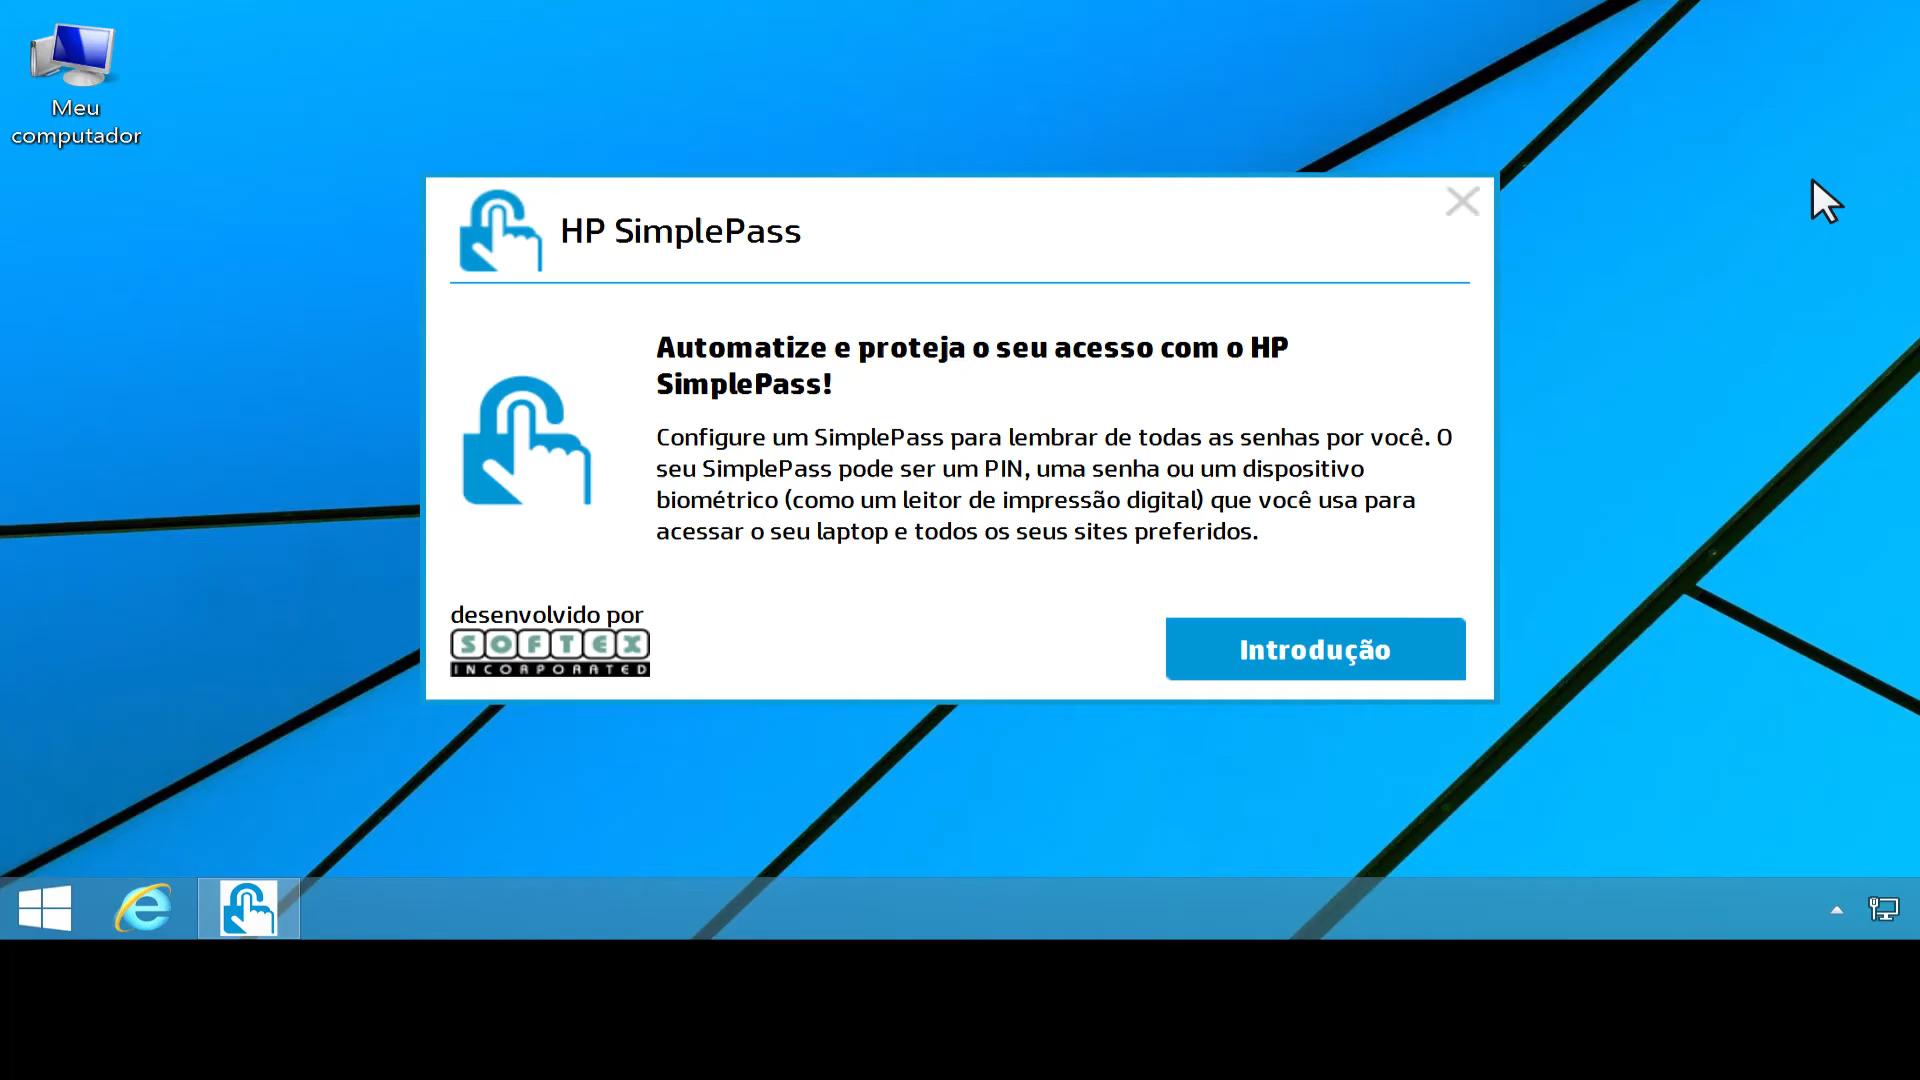 Meu
computador
HP SimplePass
Automatize e proteja o seu acesso com o HP
SimplePass!
Configure um SimplePass para lembrar de todas as senhas por você. O
seu SimplePass pode ser um PIN, uma senha ou um dispositivo
biométrico (como um leitor de impressão digital) que você usa para
acessar o seu laptop e todos os seus sites preferidos.
desenvolvido por
SOFTEX
INCORPORATED
Introdução